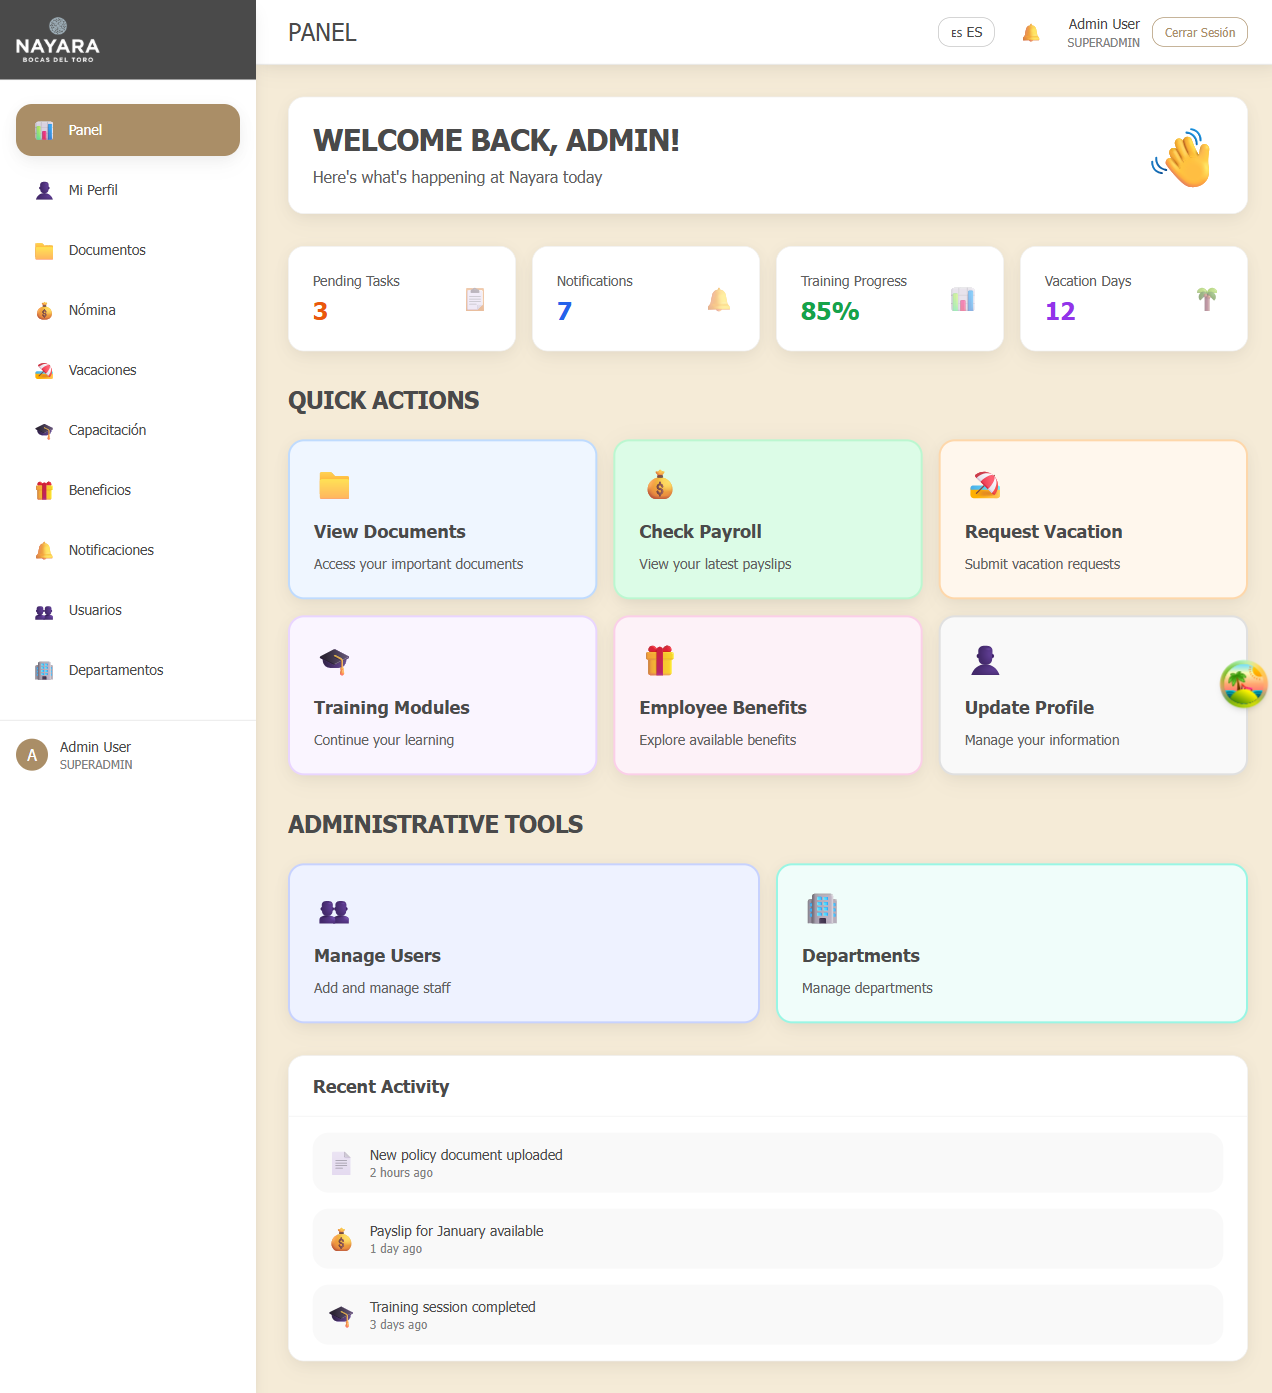 NAYARA
BOCAS DEL TORO
Panel
Mi Perfil
Documentos
Nómina
Vacaciones
Capacitación
Beneficios
Notificaciones
Usuarios
Departamentos
A
Admin User
SUPERADMIN
PANEL
ES ES
Admin User
SUPERADMIN
Cerrar Sesión
WELCOME BACK, ADMIN!
Here's what's happening at Nayara today
Pending Tasks
3
Notifications
7
Training Progress
85%
Vacation Days
12
QUICK ACTIONS
View Documents
Access your important documents
Check Payroll
View your latest payslips
Request Vacation
Submit vacation requests
Training Modules
Continue your learning
Employee Benefits
Explore available benefits
Update Profile
Manage your information
ADMINISTRATIVE TOOLS
Manage Users
Add and manage staff
Departments
Manage departments
Recent Activity
New policy document uploaded
2 hours ago
Payslip for January available
1 day ago
Training session completed
3 days ago